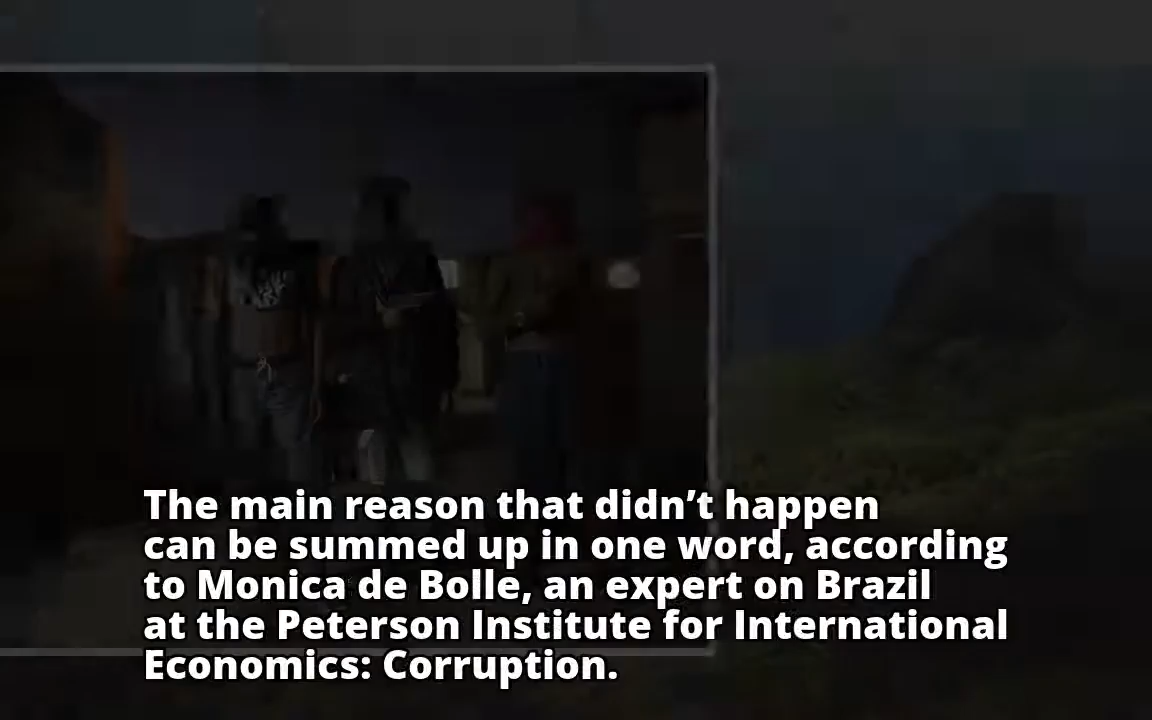 The main reason that didn’t happen
can be summed up in one word, according
to Monica de Bolle, an expert on Brazil
at the Peterson Institute for International
Economics: Corruption.